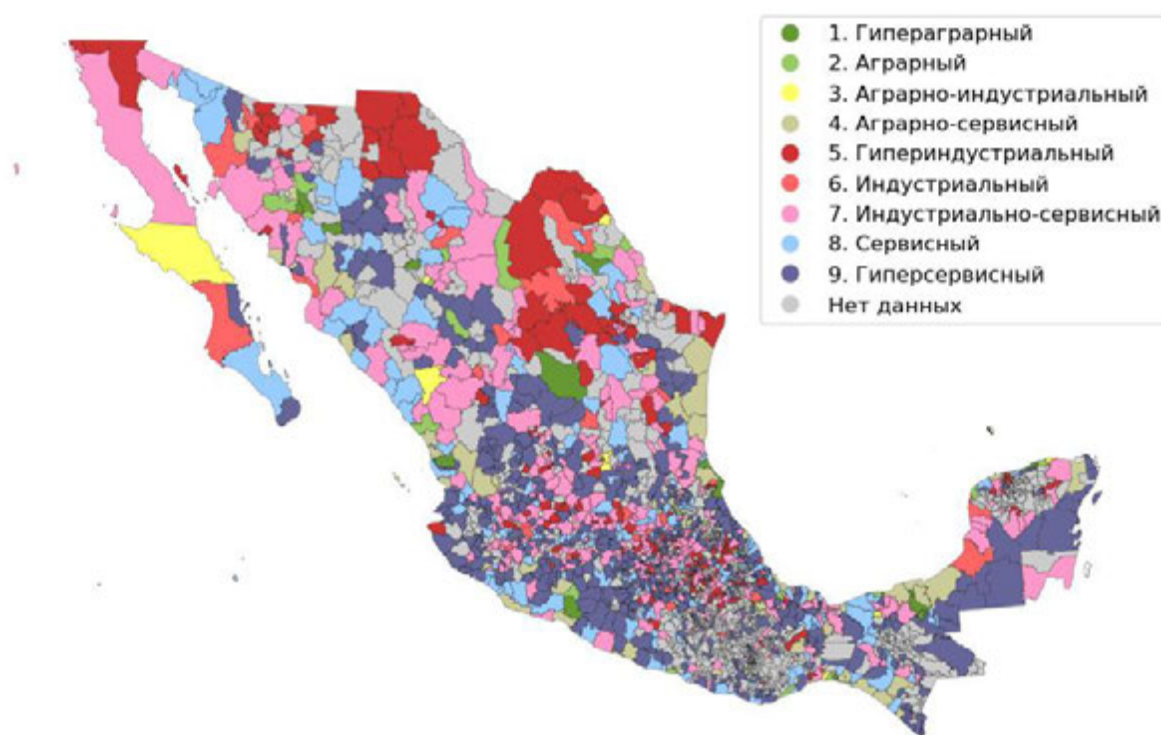 1. Гипераграрный
2. Аграрный
3. Аграрно-индустриальный
4. Аграрно-сервисный
5. Гипериндустриальный
6. Индустриальный
7. Индустриально-сервисный
8. Сервисный
9. Гиперсервисный
Нет данных